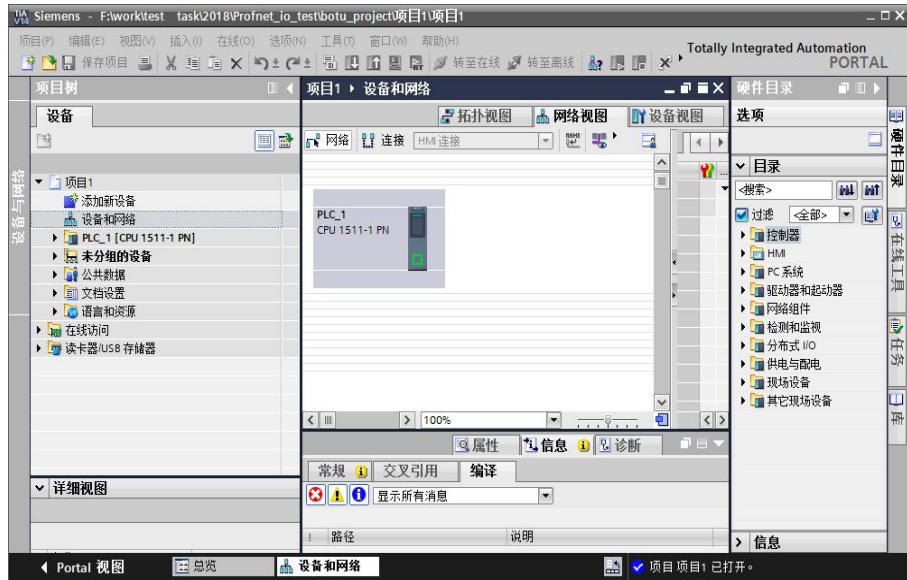 TIA V14 Siemens - F:\work\test task\2018\Profnet_io_test\botu_project\项目1\项目1
项目(P) 编辑(E) 视图(V) 插入(I) 在线(O) 选项(N) 工具(T) 窗口(W) 帮助(H)
Totally Integrated Automation
PORTAL
保存项目 转至在线 转至离线
项目树
设备
设备与网络
项目1
添加新设备
设备和网络
PLC_1 [CPU 1511-1 PN]
未分组的设备
公共数据
文档设置
语言和资源
在线访问
读卡器/USB 存储器
详细视图
项目1 ▸ 设备和网络
拓扑视图 网络视图 设备视图
网络 连接 HMI 连接
PLC_1
CPU 1511-1 PN
100%
属性 信息 诊断
常规 交叉引用 编译
显示所有消息
! 路径 说明
硬件目录
选项
目录
<搜索>
过滤 <全部>
控制器
HMI
PC 系统
驱动器和起动器
网络组件
检测和监视
分布式 I/O
供电与配电
现场设备
其它现场设备
信息
硬件目录
在线工具
任务
库
Portal 视图 总览 设备和网络 项目 项目1 已打开。